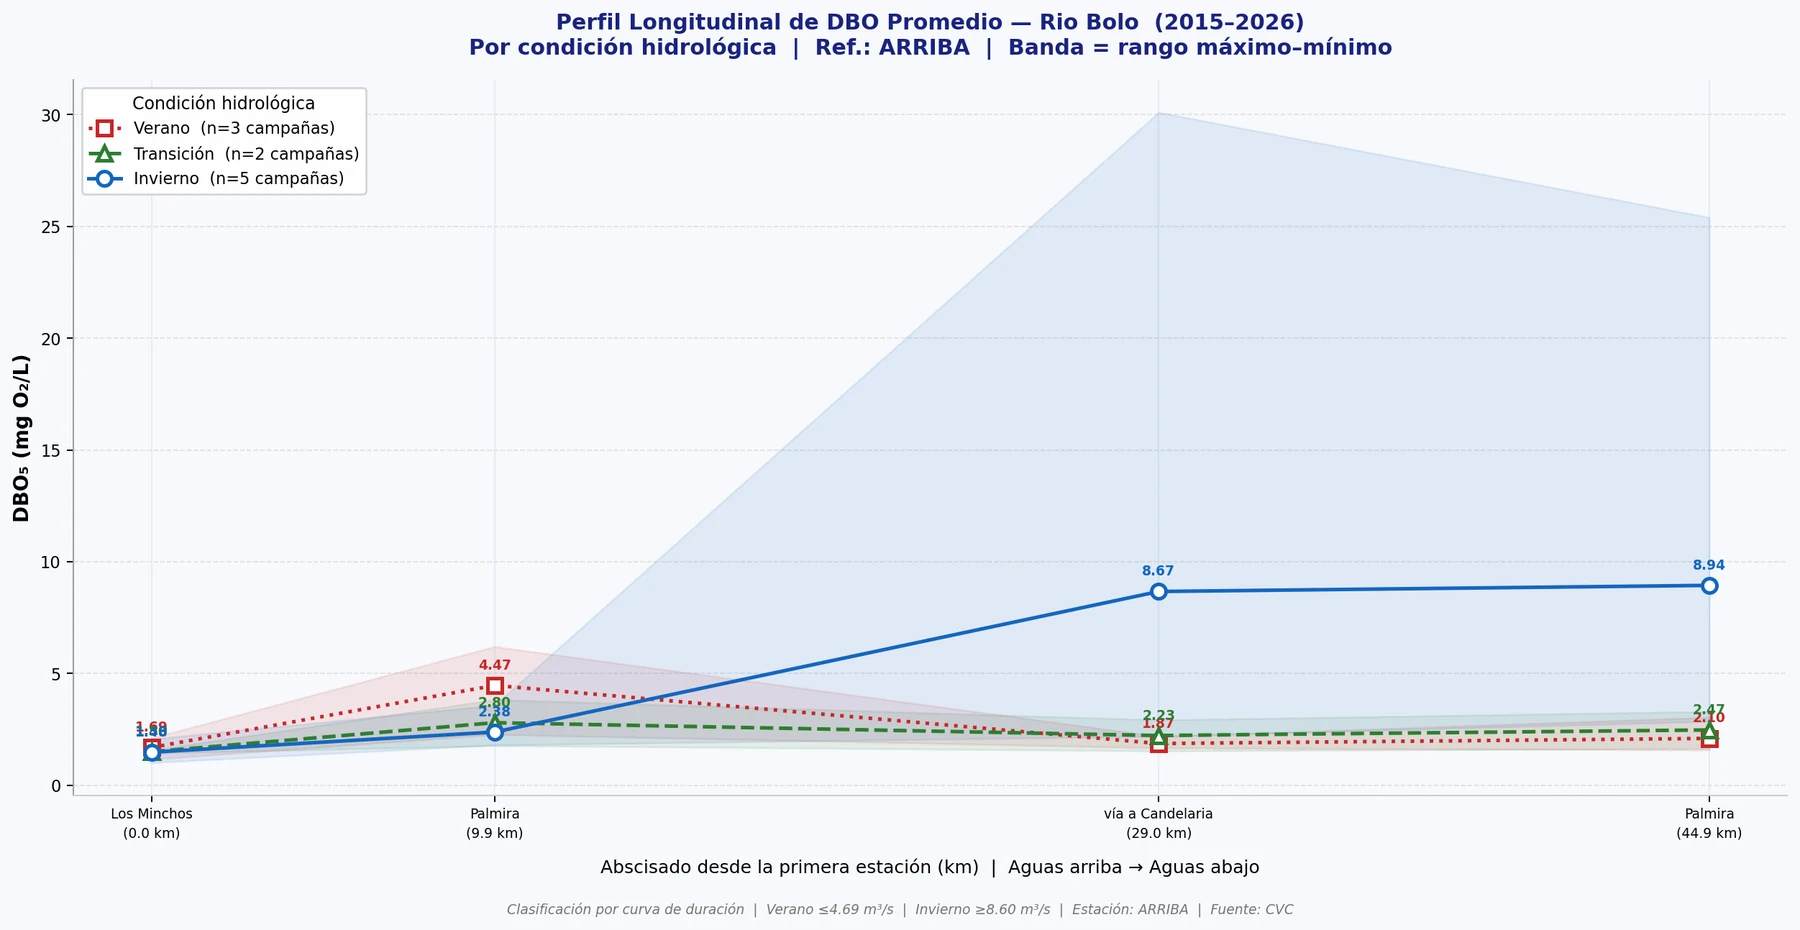 Perfil Longitudinal de DBO Promedio — Rio Bolo  (2015–2026)
Por condición hidrológica  |  Ref.: ARRIBA  |  Banda = rango máximo–mínimo
Condición hidrológica
Verano  (n=3 campañas)
Transición  (n=2 campañas)
Invierno  (n=5 campañas)
DBO₅ (mg O₂/L)
30
25
20
15
10
5
0
1.69
4.47
2.80
2.38
8.67
2.23
1.87
8.94
2.47
2.10
Los Minchos
(0.0 km)
Palmira
(9.9 km)
vía a Candelaria
(29.0 km)
Palmira
(44.9 km)
Abscisado desde la primera estación (km)  |  Aguas arriba → Aguas abajo
Clasificación por curva de duración  |  Verano ≤4.69 m³/s  |  Invierno ≥8.60 m³/s  |  Estación: ARRIBA  |  Fuente: CVC